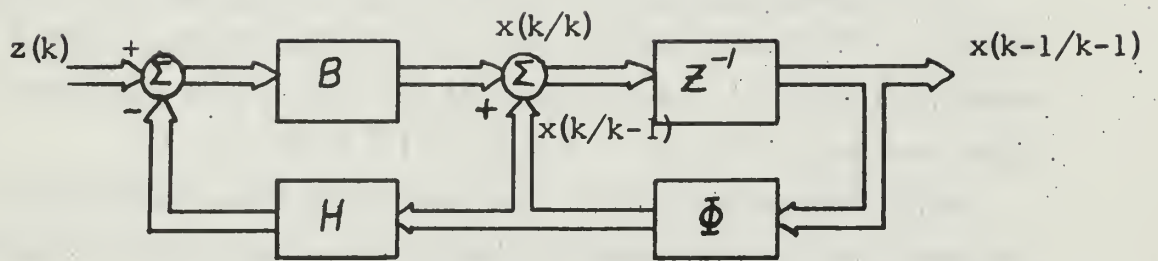 x(k/k)
z(k) + Σ B + Σ Z⁻¹ x(k-1/k-1)
- + x(k/k-1)
H Φ